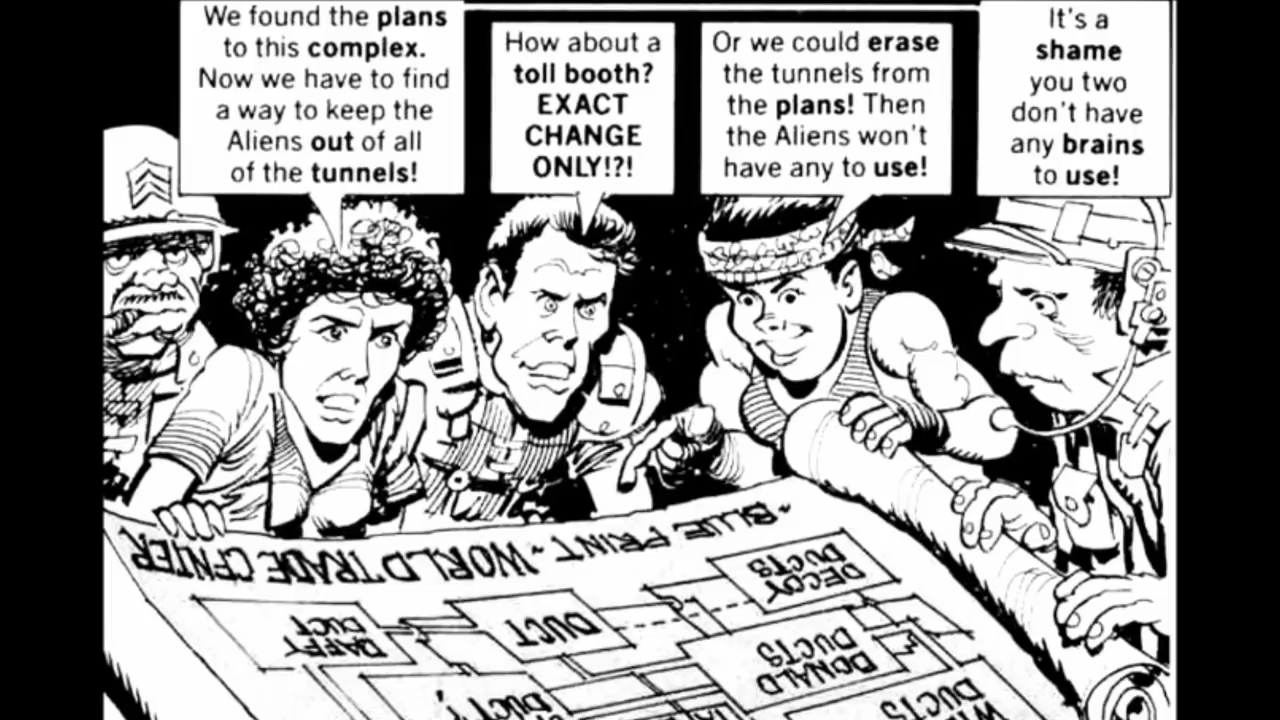 We found the plans
to this complex.
Now we have to find
a way to keep the
Aliens out of all
of the tunnels!
How about a
toll booth?
EXACT
CHANGE
ONLY!?!
Or we could erase
the tunnels from
the plans! Then
the Aliens won't
have any to use!
It's a
shame
you two
don't have
any brains
to use!
BLUE PRINT ~ WORLD TRADE CENTER
DECOY
DUCTS
DUCT
DAFFY
DUCT
DONALD
DUCTS
DUCT
DUCTS